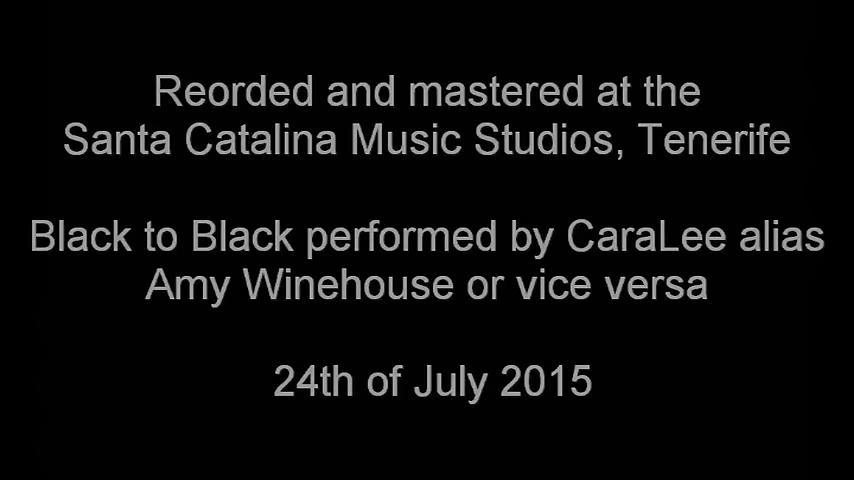 Reorded and mastered at the
Santa Catalina Music Studios, Tenerife
Black to Black performed by CaraLee alias
Amy Winehouse or vice versa
24th of July 2015